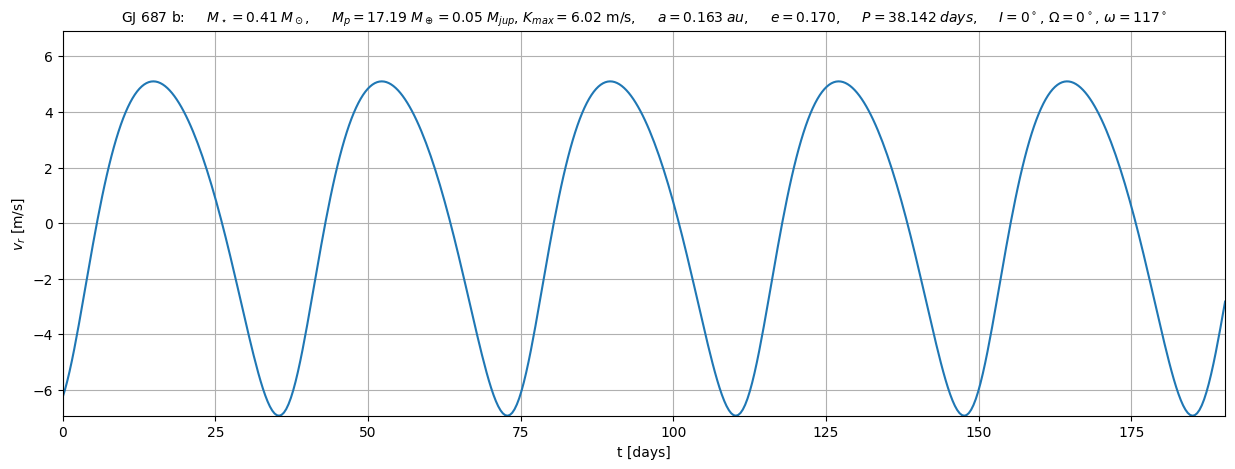 GJ 687 b: M⋆ = 0.41 M⊙, Mp = 17.19 M⊕ = 0.05 Mjup, Kmax = 6.02 m/s, a = 0.163 au, e = 0.170, P = 38.142 days, I = 0°, Ω = 0°, ω = 117°
6
4
2
0
−2
−4
−6
vr [m/s]
0 25 50 75 100 125 150 175
t [days]